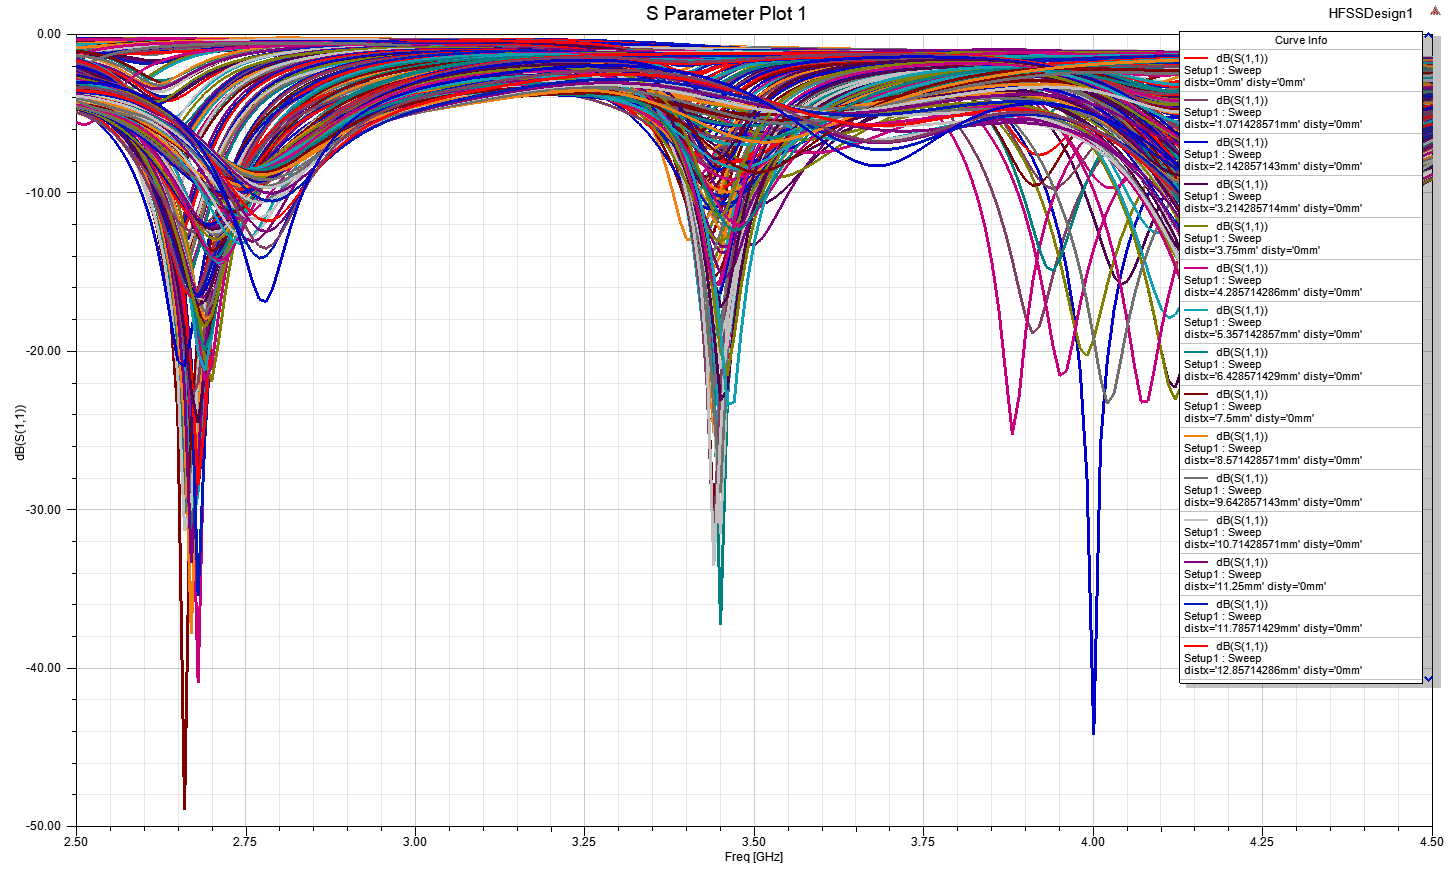 S Parameter Plot 1
HFSSDesign1
Curve Info
dB(S(1,1))
Setup1 : Sweep
distx='0mm' disty='0mm'
dB(S(1,1))
Setup1 : Sweep
distx='1.071428571mm' disty='0mm'
dB(S(1,1))
Setup1 : Sweep
distx='2.142857143mm' disty='0mm'
dB(S(1,1))
Setup1 : Sweep
distx='3.214285714mm' disty='0mm'
dB(S(1,1))
Setup1 : Sweep
distx='3.75mm' disty='0mm'
dB(S(1,1))
Setup1 : Sweep
distx='4.285714286mm' disty='0mm'
dB(S(1,1))
Setup1 : Sweep
distx='5.357142857mm' disty='0mm'
dB(S(1,1))
Setup1 : Sweep
distx='6.428571429mm' disty='0mm'
dB(S(1,1))
Setup1 : Sweep
distx='7.5mm' disty='0mm'
dB(S(1,1))
Setup1 : Sweep
distx='8.571428571mm' disty='0mm'
dB(S(1,1))
Setup1 : Sweep
distx='9.642857143mm' disty='0mm'
dB(S(1,1))
Setup1 : Sweep
distx='10.71428571mm' disty='0mm'
dB(S(1,1))
Setup1 : Sweep
distx='11.25mm' disty='0mm'
dB(S(1,1))
Setup1 : Sweep
distx='11.78571429mm' disty='0mm'
dB(S(1,1))
Setup1 : Sweep
distx='12.85714286mm' disty='0mm'
0.00
-10.00
-20.00
-30.00
-40.00
-50.00
dB(S(1,1))
2.50 2.75 3.00 3.25 3.50 3.75 4.00 4.25 4.50
Freq [GHz]